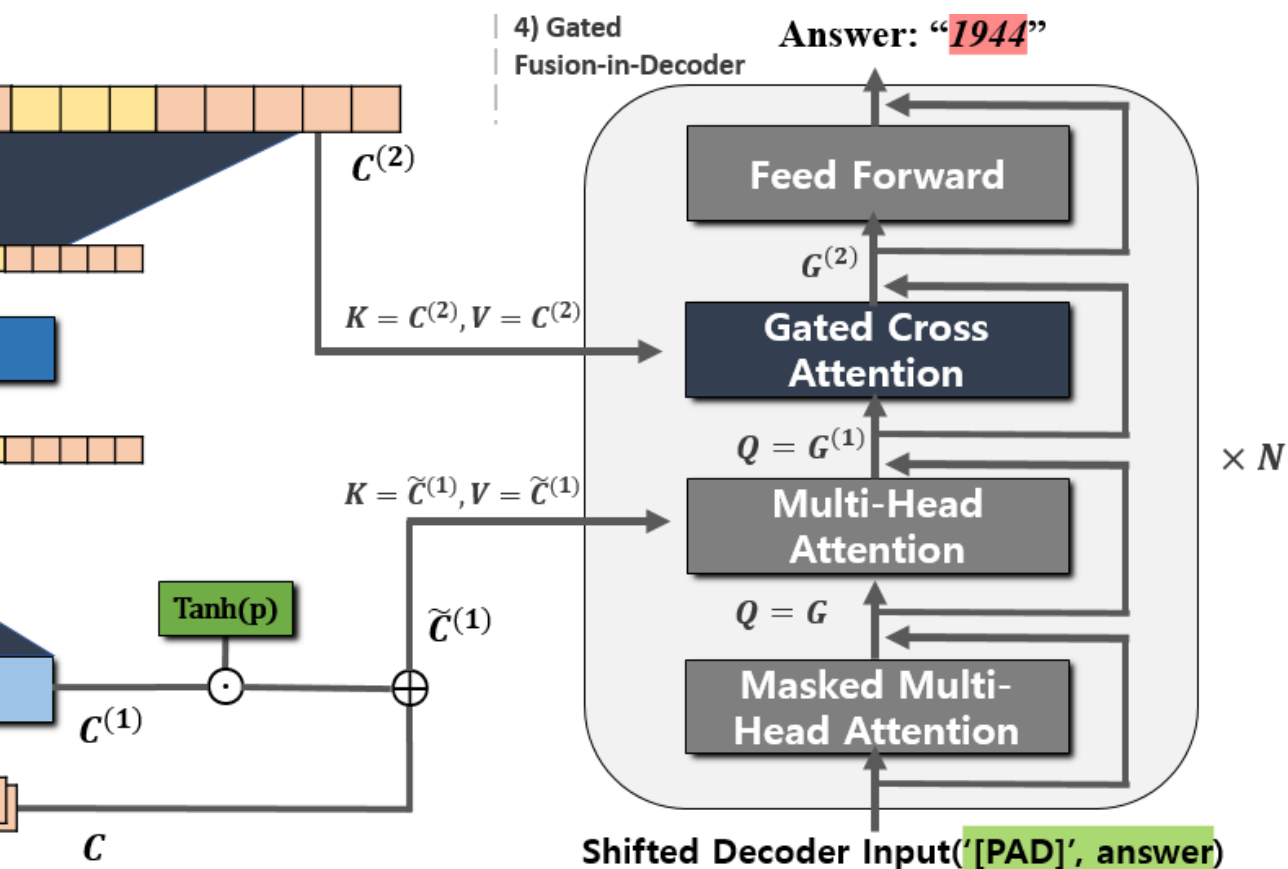 4) Gated
Fusion-in-Decoder
Answer: “1944”
C⁽²⁾
Feed Forward
G⁽²⁾
K = C⁽²⁾, V = C⁽²⁾
Gated Cross
Attention
Q = G⁽¹⁾
× N
K = C̃⁽¹⁾, V = C̃⁽¹⁾
Multi-Head
Attention
Tanh(p)
C̃⁽¹⁾
Q = G
Masked Multi-
Head Attention
C⁽¹⁾
C
Shifted Decoder Input(‘[PAD]’, answer)